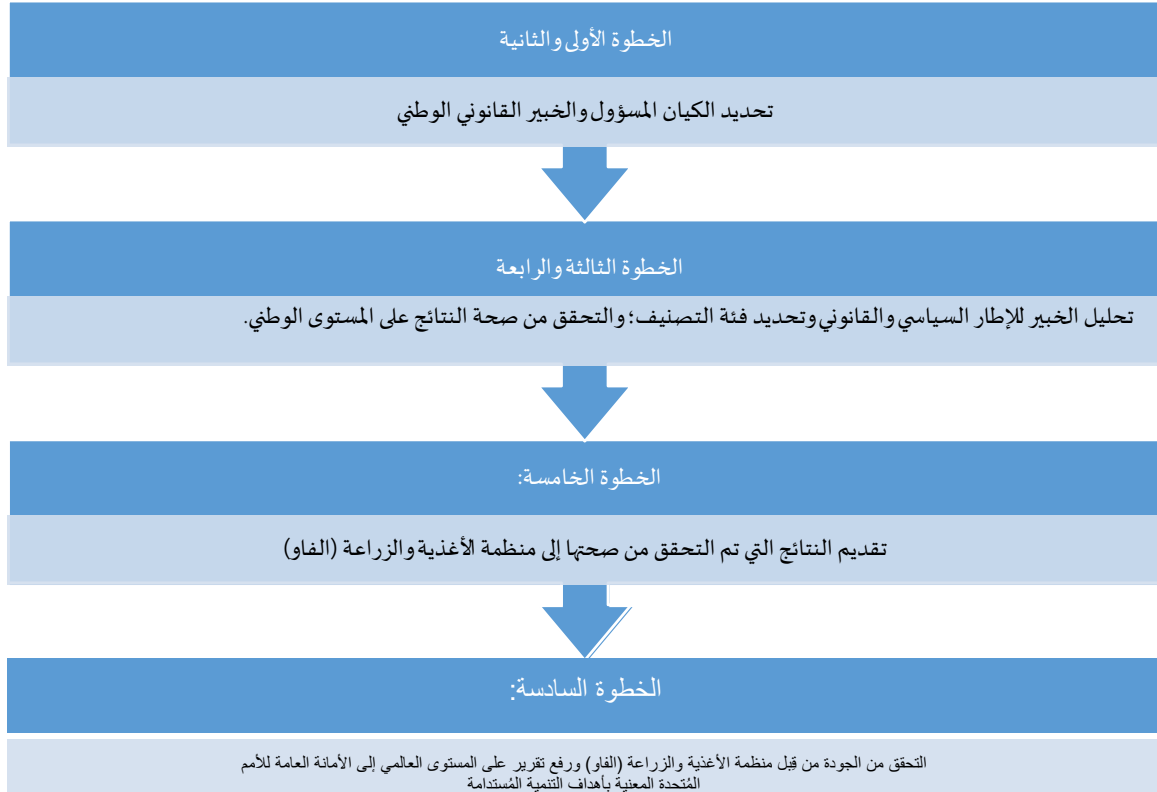 الخطوة الأولى والثانية
تحديد الكيان المسؤول والخبير القانوني الوطني
الخطوة الثالثة والرابعة
تحليل الخبير للإطار السياسي والقانوني وتحديد فئة التصنيف؛ والتحقق من صحة النتائج على المستوى الوطني.
الخطوة الخامسة:
تقديم النتائج التي تم التحقق من صحتها إلى منظمة الأغذية والزراعة (الفاو)
الخطوة السادسة:
التحقق من الجودة من قِبل منظمة الأغذية والزراعة (الفاو) ورفع تقرير على المستوى العالمي إلى الأمانة العامة للأمم
المُتحدة المعنية بأهداف التنمية المُستدامة